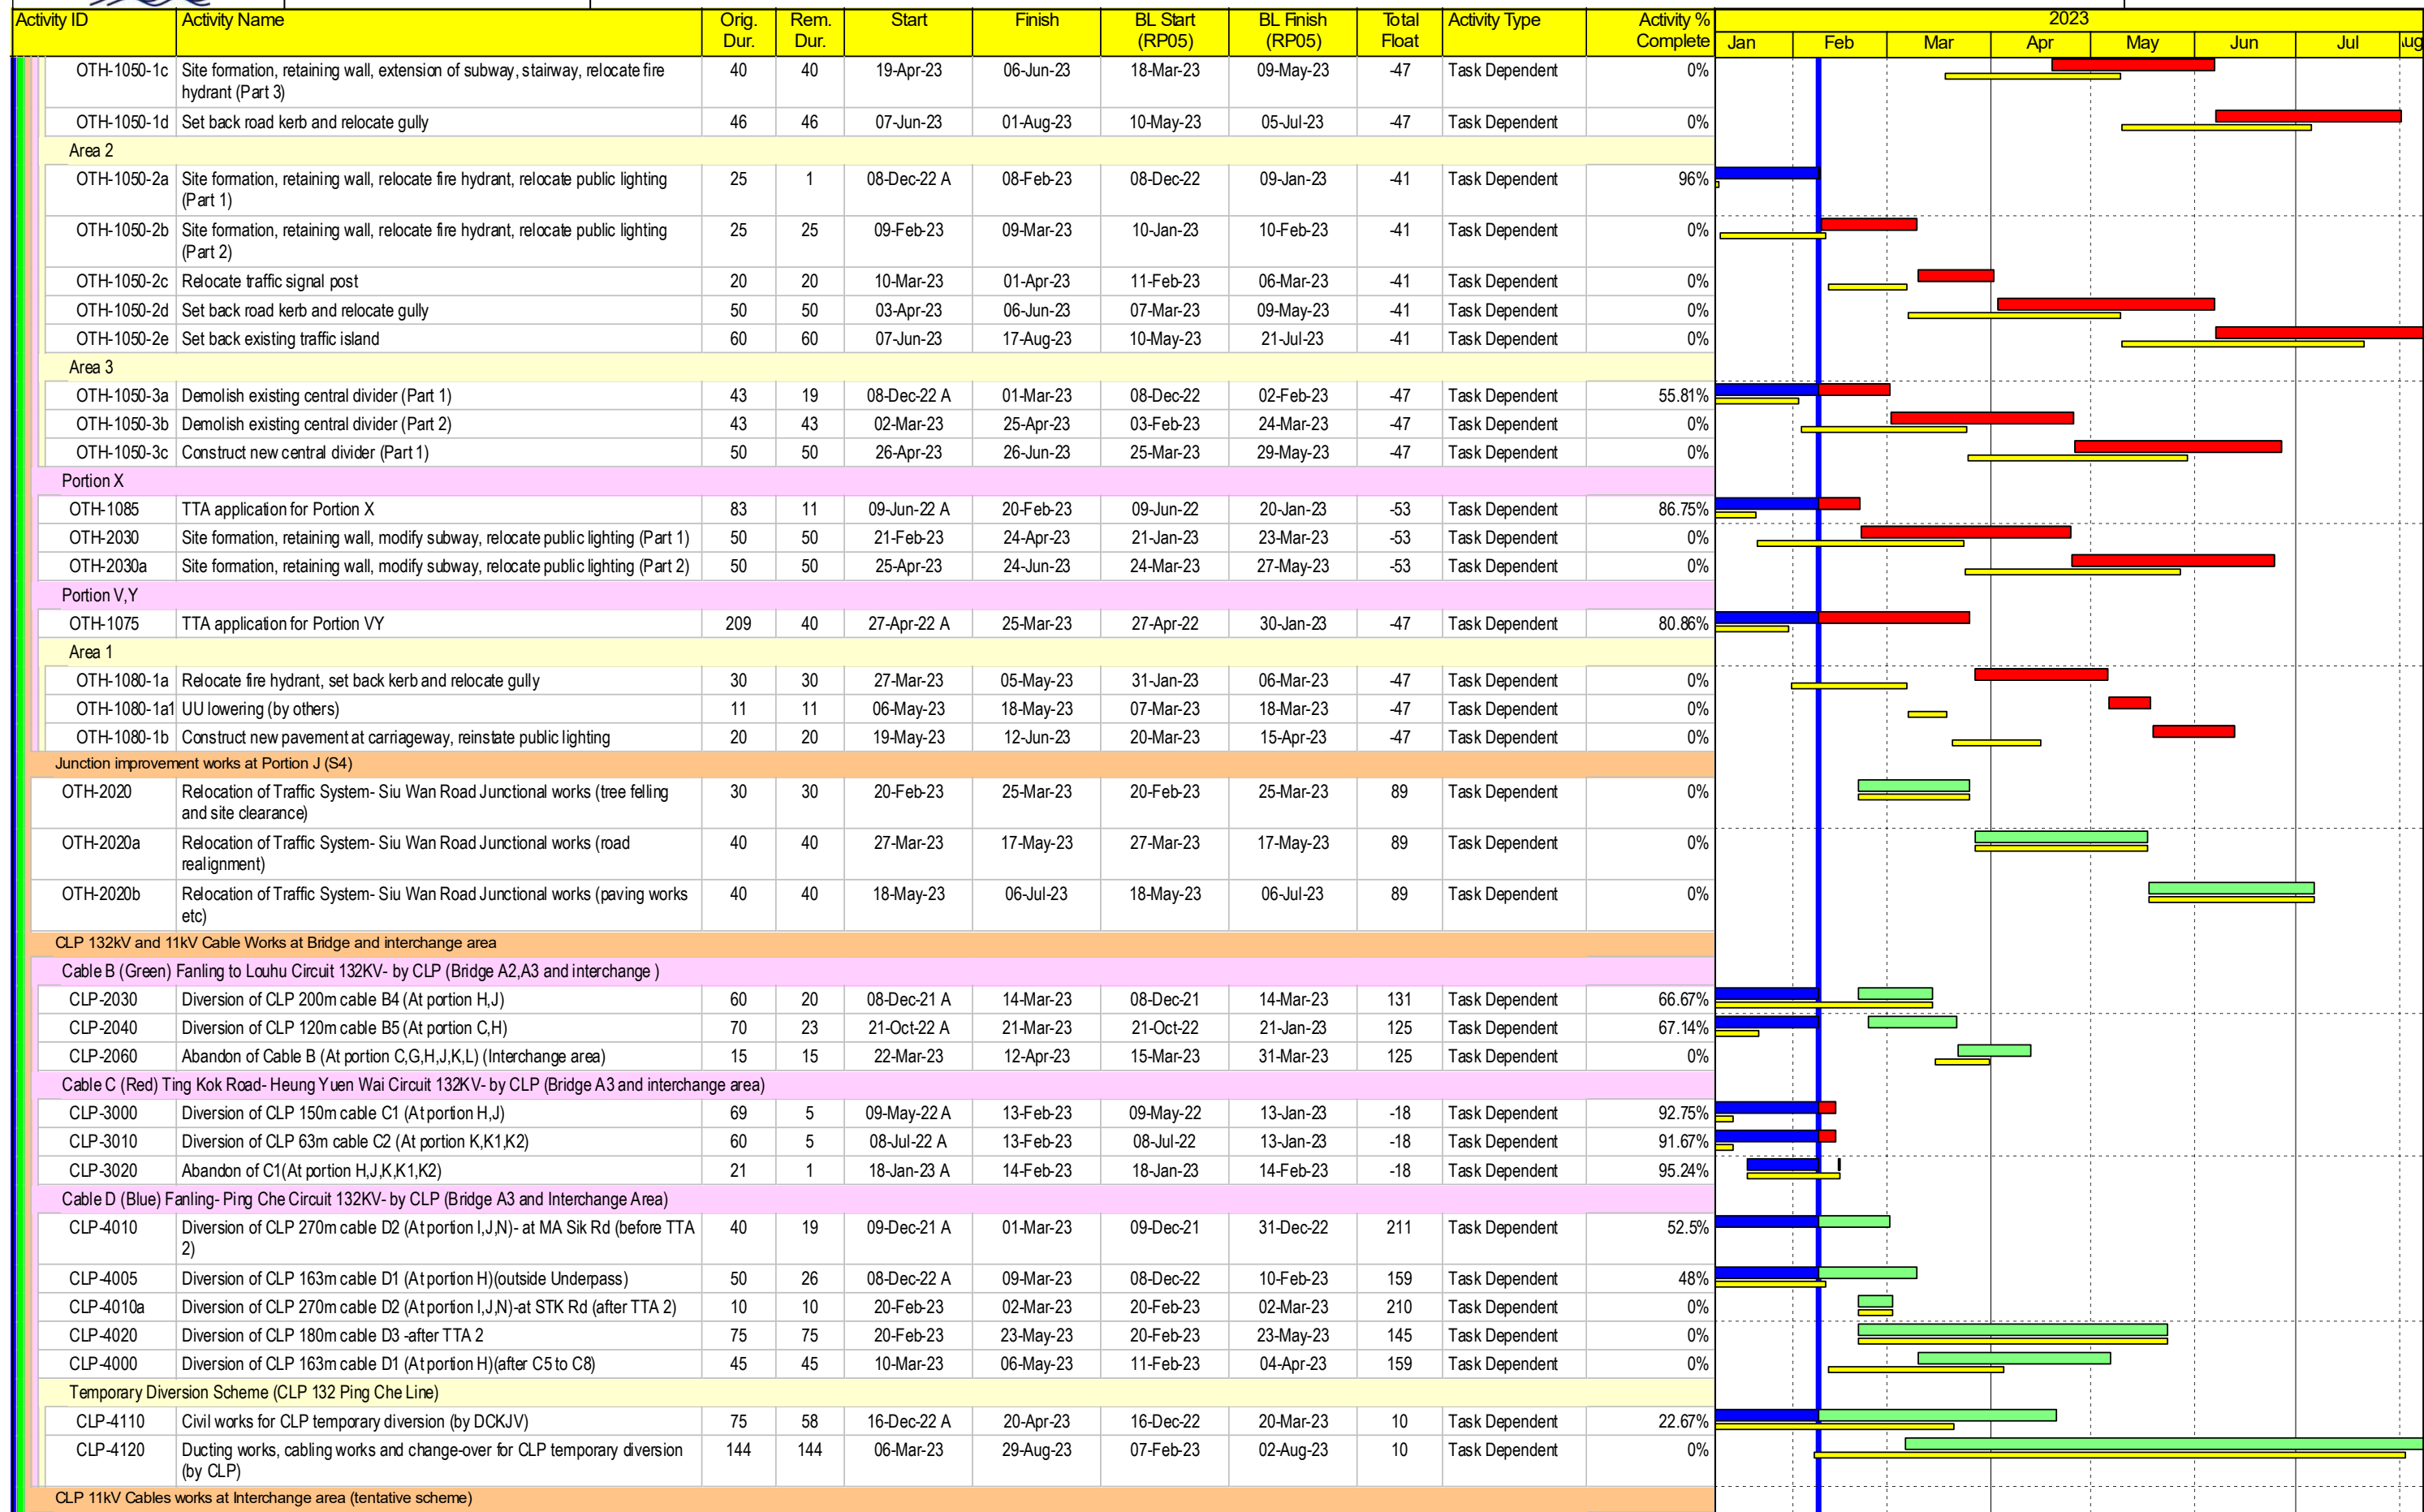 Activity ID Activity Name Orig. Dur. Rem. Dur. Start Finish BL Start (RP05) BL Finish (RP05) Total Float Activity Type Activity % Complete 2023
Jan Feb Mar Apr May Jun Jul Aug
OTH-1050-1c Site formation, retaining wall, extension of subway, stairway, relocate fire 40 40 19-Apr-23 06-Jun-23 18-Mar-23 09-May-23 -47 Task Dependent 0%
hydrant (Part 3)
OTH-1050-1d Set back road kerb and relocate gully 46 46 07-Jun-23 01-Aug-23 10-May-23 05-Jul-23 -47 Task Dependent 0%
Area 2
OTH-1050-2a Site formation, retaining wall, relocate fire hydrant, relocate public lighting 25 1 08-Dec-22 A 08-Feb-23 08-Dec-22 09-Jan-23 -41 Task Dependent 96%
(Part 1)
OTH-1050-2b Site formation, retaining wall, relocate fire hydrant, relocate public lighting 25 25 09-Feb-23 09-Mar-23 10-Jan-23 10-Feb-23 -41 Task Dependent 0%
(Part 2)
OTH-1050-2c Relocate traffic signal post 20 20 10-Mar-23 01-Apr-23 11-Feb-23 06-Mar-23 -41 Task Dependent 0%
OTH-1050-2d Set back road kerb and relocate gully 50 50 03-Apr-23 06-Jun-23 07-Mar-23 09-May-23 -41 Task Dependent 0%
OTH-1050-2e Set back existing traffic island 60 60 07-Jun-23 17-Aug-23 10-May-23 21-Jul-23 -41 Task Dependent 0%
Area 3
OTH-1050-3a Demolish existing central divider (Part 1) 43 19 08-Dec-22 A 01-Mar-23 08-Dec-22 02-Feb-23 -47 Task Dependent 55.81%
OTH-1050-3b Demolish existing central divider (Part 2) 43 43 02-Mar-23 25-Apr-23 03-Feb-23 24-Mar-23 -47 Task Dependent 0%
OTH-1050-3c Construct new central divider (Part 1) 50 50 26-Apr-23 26-Jun-23 25-Mar-23 29-May-23 -47 Task Dependent 0%
Portion X
OTH-1085 TTA application for Portion X 83 11 09-Jun-22 A 20-Feb-23 09-Jun-22 20-Jan-23 -53 Task Dependent 86.75%
OTH-2030 Site formation, retaining wall, modify subway, relocate public lighting (Part 1) 50 50 21-Feb-23 24-Apr-23 21-Jan-23 23-Mar-23 -53 Task Dependent 0%
OTH-2030a Site formation, retaining wall, modify subway, relocate public lighting (Part 2) 50 50 25-Apr-23 24-Jun-23 24-Mar-23 27-May-23 -53 Task Dependent 0%
Portion V,Y
OTH-1075 TTA application for Portion VY 209 40 27-Apr-22 A 25-Mar-23 27-Apr-22 30-Jan-23 -47 Task Dependent 80.86%
Area 1
OTH-1080-1a Relocate fire hydrant, set back kerb and relocate gully 30 30 27-Mar-23 05-May-23 31-Jan-23 06-Mar-23 -47 Task Dependent 0%
OTH-1080-1a1 UU lowering (by others) 11 11 06-May-23 18-May-23 07-Mar-23 18-Mar-23 -47 Task Dependent 0%
OTH-1080-1b Construct new pavement at carriageway, reinstate public lighting 20 20 19-May-23 12-Jun-23 20-Mar-23 15-Apr-23 -47 Task Dependent 0%
Junction improvement works at Portion J (S4)
OTH-2020 Relocation of Traffic System- Siu Wan Road Junctional works (tree felling 30 30 20-Feb-23 25-Mar-23 20-Feb-23 25-Mar-23 89 Task Dependent 0%
and site clearance)
OTH-2020a Relocation of Traffic System- Siu Wan Road Junctional works (road 40 40 27-Mar-23 17-May-23 27-Mar-23 17-May-23 89 Task Dependent 0%
realignment)
OTH-2020b Relocation of Traffic System- Siu Wan Road Junctional works (paving works 40 40 18-May-23 06-Jul-23 18-May-23 06-Jul-23 89 Task Dependent 0%
etc)
CLP 132kV and 11kV Cable Works at Bridge and interchange area
Cable B (Green) Fanling to Louhu Circuit 132KV- by CLP (Bridge A2,A3 and interchange )
CLP-2030 Diversion of CLP 200m cable B4 (At portion H,J) 60 20 08-Dec-21 A 14-Mar-23 08-Dec-21 14-Mar-23 131 Task Dependent 66.67%
CLP-2040 Diversion of CLP 120m cable B5 (At portion C,H) 70 23 21-Oct-22 A 21-Mar-23 21-Oct-22 21-Jan-23 125 Task Dependent 67.14%
CLP-2060 Abandon of Cable B (At portion C,G,H,J,K,L) (Interchange area) 15 15 22-Mar-23 12-Apr-23 15-Mar-23 31-Mar-23 125 Task Dependent 0%
Cable C (Red) Ting Kok Road- Heung Yuen Wai Circuit 132KV- by CLP (Bridge A3 and interchange area)
CLP-3000 Diversion of CLP 150m cable C1 (At portion H,J) 69 5 09-May-22 A 13-Feb-23 09-May-22 13-Jan-23 -18 Task Dependent 92.75%
CLP-3010 Diversion of CLP 63m cable C2 (At portion K,K1,K2) 60 5 08-Jul-22 A 13-Feb-23 08-Jul-22 13-Jan-23 -18 Task Dependent 91.67%
CLP-3020 Abandon of C1(At portion H,J,K,K1,K2) 21 1 18-Jan-23 A 14-Feb-23 18-Jan-23 14-Feb-23 -18 Task Dependent 95.24%
Cable D (Blue) Fanling- Ping Che Circuit 132KV- by CLP (Bridge A3 and Interchange Area)
CLP-4010 Diversion of CLP 270m cable D2 (At portion I,J,N)- at MA Sik Rd (before TTA 40 19 09-Dec-21 A 01-Mar-23 09-Dec-21 31-Dec-22 211 Task Dependent 52.5%
2)
CLP-4005 Diversion of CLP 163m cable D1 (At portion H)(outside Underpass) 50 26 08-Dec-22 A 09-Mar-23 08-Dec-22 10-Feb-23 159 Task Dependent 48%
CLP-4010a Diversion of CLP 270m cable D2 (At portion I,J,N)-at STK Rd (after TTA 2) 10 10 20-Feb-23 02-Mar-23 20-Feb-23 02-Mar-23 210 Task Dependent 0%
CLP-4020 Diversion of CLP 180m cable D3 -after TTA 2 75 75 20-Feb-23 23-May-23 20-Feb-23 23-May-23 145 Task Dependent 0%
CLP-4000 Diversion of CLP 163m cable D1 (At portion H)(after C5 to C8) 45 45 10-Mar-23 06-May-23 11-Feb-23 04-Apr-23 159 Task Dependent 0%
Temporary Diversion Scheme (CLP 132 Ping Che Line)
CLP-4110 Civil works for CLP temporary diversion (by DCKJV) 75 58 16-Dec-22 A 20-Apr-23 16-Dec-22 20-Mar-23 10 Task Dependent 22.67%
CLP-4120 Ducting works, cabling works and change-over for CLP temporary diversion 144 144 06-Mar-23 29-Aug-23 07-Feb-23 02-Aug-23 10 Task Dependent 0%
(by CLP)
CLP 11kV Cables works at Interchange area (tentative scheme)